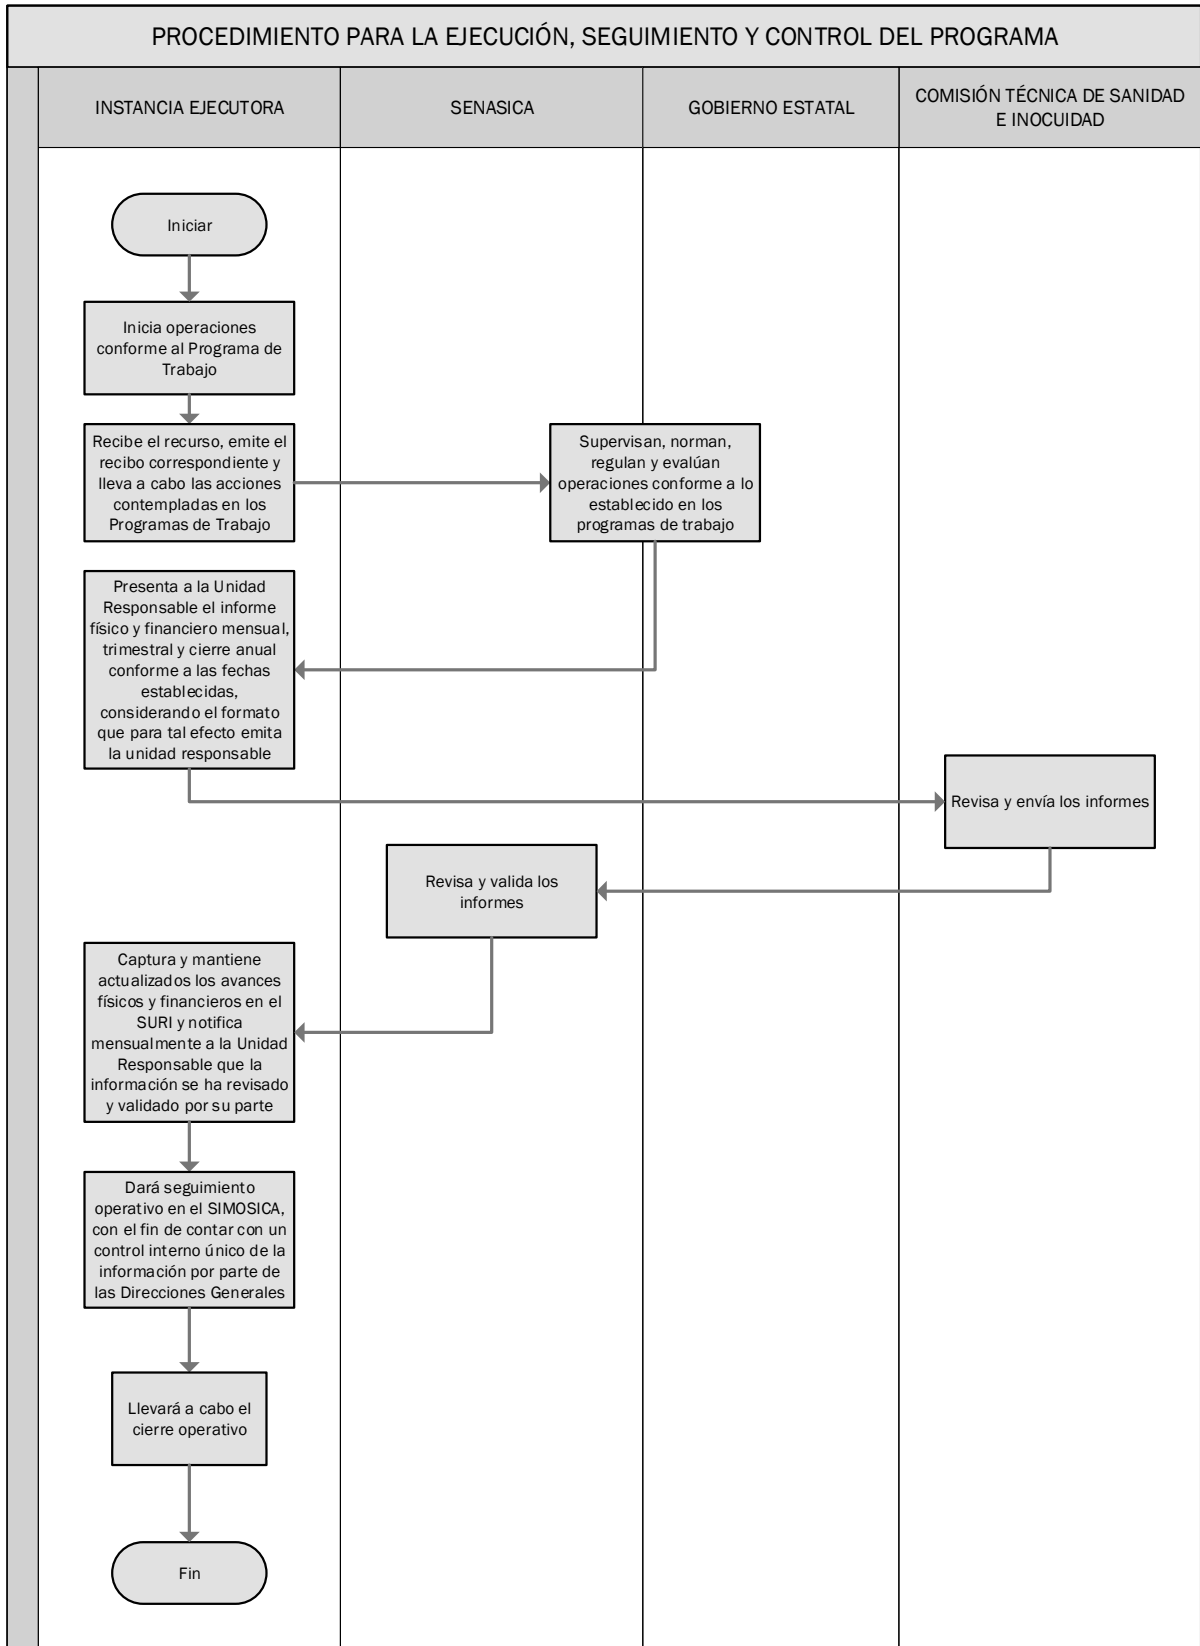 PROCEDIMIENTO PARA LA EJECUCIÓN, SEGUIMIENTO Y CONTROL DEL PROGRAMA
INSTANCIA EJECUTORA
SENASICA
GOBIERNO ESTATAL
COMISIÓN TÉCNICA DE SANIDAD
E INOCUIDAD
Iniciar
Inicia operaciones
conforme al Programa de
Trabajo
Recibe el recurso, emite el
recibo correspondiente y
lleva a cabo las acciones
contempladas en los
Programas de Trabajo
Supervisan, norman,
regulan y evalúan
operaciones conforme a lo
establecido en los
programas de trabajo
Presenta a la Unidad
Responsable el informe
físico y financiero mensual,
trimestral y cierre anual
conforme a las fechas
establecidas,
considerando el formato
que para tal efecto emita
la unidad responsable
Revisa y envía los informes
Revisa y valida los
informes
Captura y mantiene
actualizados los avances
físicos y financieros en el
SURI y notifica
mensualmente a la Unidad
Responsable que la
información se ha revisado
y validado por su parte
Dará seguimiento
operativo en el SIMOSICA,
con el fin de contar con un
control interno único de la
información por parte de
las Direcciones Generales
Llevará a cabo el
cierre operativo
Fin